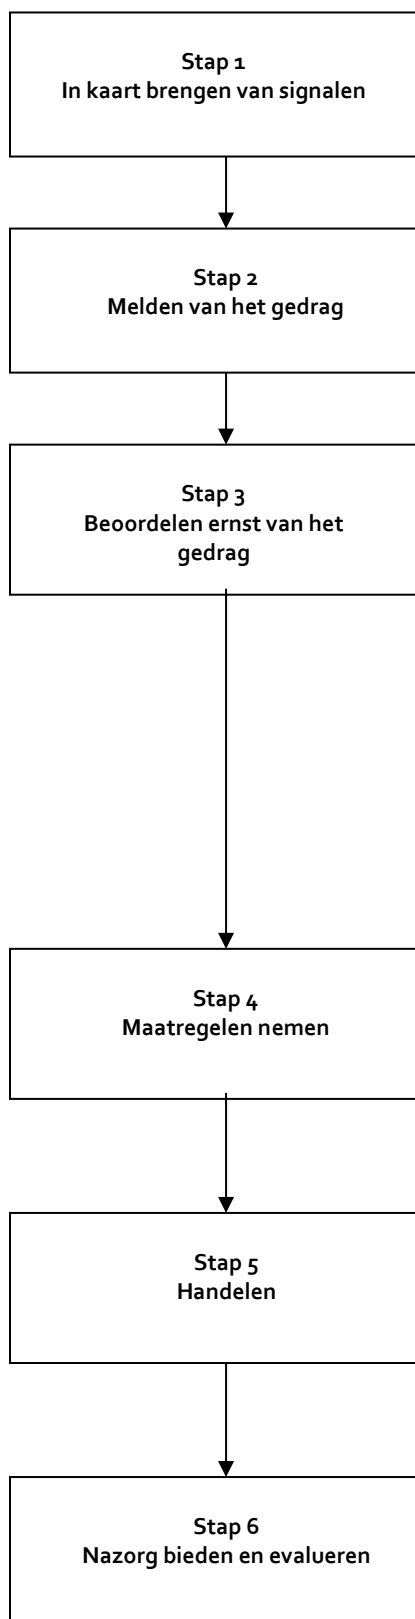 Stap 1
In kaart brengen van signalen
Stap 2
Melden van het gedrag
Stap 3
Beoordelen ernst van het
gedrag
Stap 4
Maatregelen nemen
Stap 5
Handelen
Stap 6
Nazorg bieden en evalueren